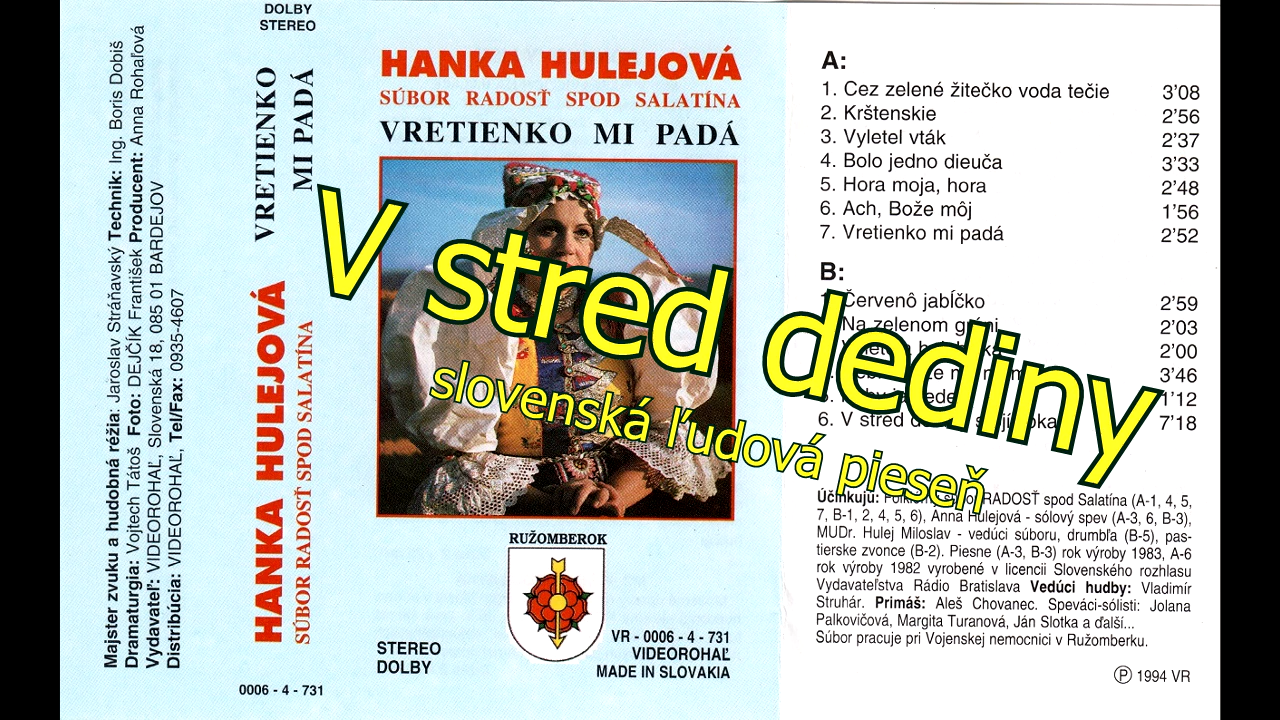 Majster zvuku a hudobná réžia: Jaroslav Stráňavský Technik: Ing. Boris Dobiš
Dramaturgia: Vojtech Tátoš Foto: DEJČÍK František Producent: Anna Rohaľová
Vydavateľ: VIDEOROHAĽ, Slovenská 18, 085 01 BARDEJOV
Distribúcia: VIDEOROHAĽ, Tel/Fax: 0935-4607
DOLBY
STEREO
HANKA HULEJOVÁ
SÚBOR RADOSŤ SPOD SALATÍNA
VRETIENKO
MI PADÁ
0006 - 4 - 731
HANKA HULEJOVÁ
SÚBOR RADOSŤ SPOD SALATÍNA
VRETIENKO MI PADÁ
V stred dediny
slovenská ľudová pieseň
RUŽOMBEROK
STEREO
DOLBY
VR - 0006 - 4 - 731
VIDEOROHAĽ
MADE IN SLOVAKIA
A:
1. Cez zelené žitečko voda tečie 3’08
2. Krštenskie 2’56
3. Vyletel vták 2’37
4. Bolo jedno dieuča 3’33
5. Hora moja, hora 2’48
6. Ach, Bože môj 1’56
7. Vretienko mi padá 2’52
B:
Červenô jabĺčko 2’59
Na zelenom 2’03
2’00
3’46
1’12
6. V stred 7’18
Účinkujú: RADOSŤ spod Salatína (A-1, 4, 5,
7, B-1, 2, 4, 5, 6), Anna Hulejová - sólový spev (A-3, 6, B-3),
MUDr. Hulej Miloslav - vedúci súboru, drumbľa (B-5), pas-
tierske zvonce (B-2). Piesne (A-3, B-3) rok výroby 1983, A-6
rok výroby 1982 vyrobené v licencii Slovenského rozhlasu
Vydavateľstva Rádio Bratislava Vedúci hudby: Vladimír
Struhár. Primáš: Aleš Chovanec. Speváci-sólisti: Jolana
Palkovičová, Margita Turanová, Ján Slotka a ďalší...
Súbor pracuje pri Vojenskej nemocnici v Ružomberku.
Ⓟ 1994 VR